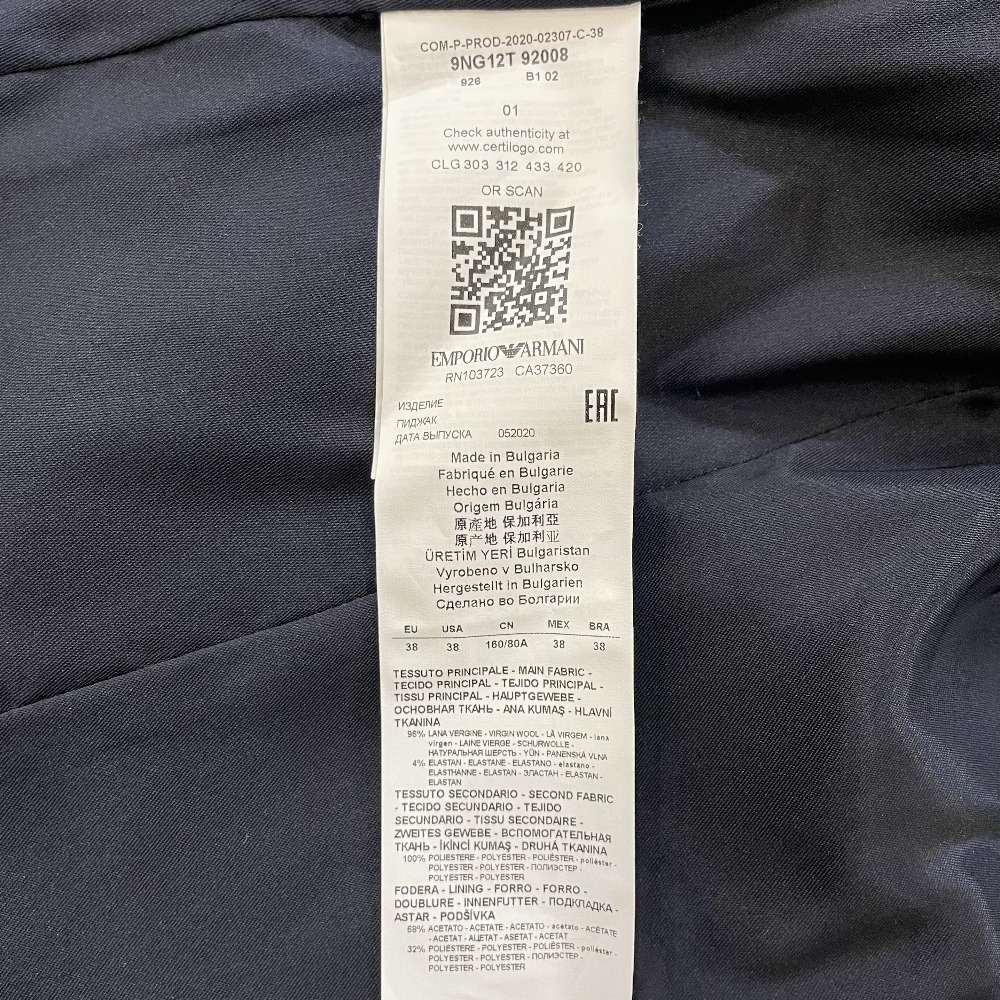 COM-P-PROD-2020-02307-C-38
9NG12T 92008
926 B1 02
01
Check authenticity at
www.certilogo.com
CLG 303 312 433 420
OR SCAN
EMPORIO ARMANI
RN103723 CA37360
ИЗДЕЛИЕ
ПИДЖАК
ДАТА ВЫПУСКА 052020
EAC
Made in Bulgaria
Fabriqué en Bulgarie
Hecho en Bulgaria
Origem Bulgária
原產地 保加利亞
原产地 保加利亚
ÜRETİM YERİ Bulgaristan
Vyrobeno v Bulharsko
Hergestellt in Bulgarien
Сделано во Болгарии
EU USA CN MEX BRA
38 38 160/80A 38 38
TESSUTO PRINCIPALE - MAIN FABRIC -
TECIDO PRINCIPAL - TEJIDO PRINCIPAL -
TISSU PRINCIPAL - HAUPTGEWEBE -
ОСНОВНАЯ ТКАНЬ - ANA KUMAŞ - HLAVNÍ
TKANINA
96% LANA VERGINE - VIRGIN WOOL - LÃ VIRGEM - lana
virgen - LAINE VIERGE - SCHURWOLLE -
НАТУРАЛЬНАЯ ШЕРСТЬ - YÜN - PANENSKÁ VLNA
4% ELASTAN - ELASTANE - ELASTANO - elastano -
ELASTHANNE - ELASTAN - ЭЛАСТАН - ELASTAN -
ELASTAN
TESSUTO SECONDARIO - SECOND FABRIC
- TECIDO SECUNDARIO - TEJIDO
SECUNDARIO - TISSU SECONDAIRE -
ZWEITES GEWEBE - ВСПОМОГАТЕЛЬНАЯ
ТКАНЬ - İKİNCİ KUMAŞ - DRUHÁ TKANINA
100% POLIESTERE - POLYESTER - POLIÉSTER - poliéster -
POLYESTER - POLYESTER - ПОЛИЭСТЕР -
POLYESTER - POLYESTER
FODERA - LINING - FORRO - FORRO -
DOUBLURE - INNENFUTTER - ПОДКЛАДКА -
ASTAR - PODŠÍVKA
68% ACETATO - ACETATE - ACETATO - acetato - ACÉTATE
- ACETAT - АЦЕТАТ - ASETAT - ACETAT
32% POLIESTERE - POLYESTER - POLIÉSTER - poliéster -
POLYESTER - POLYESTER - ПОЛИЭСТЕР -
POLYESTER - POLYESTER